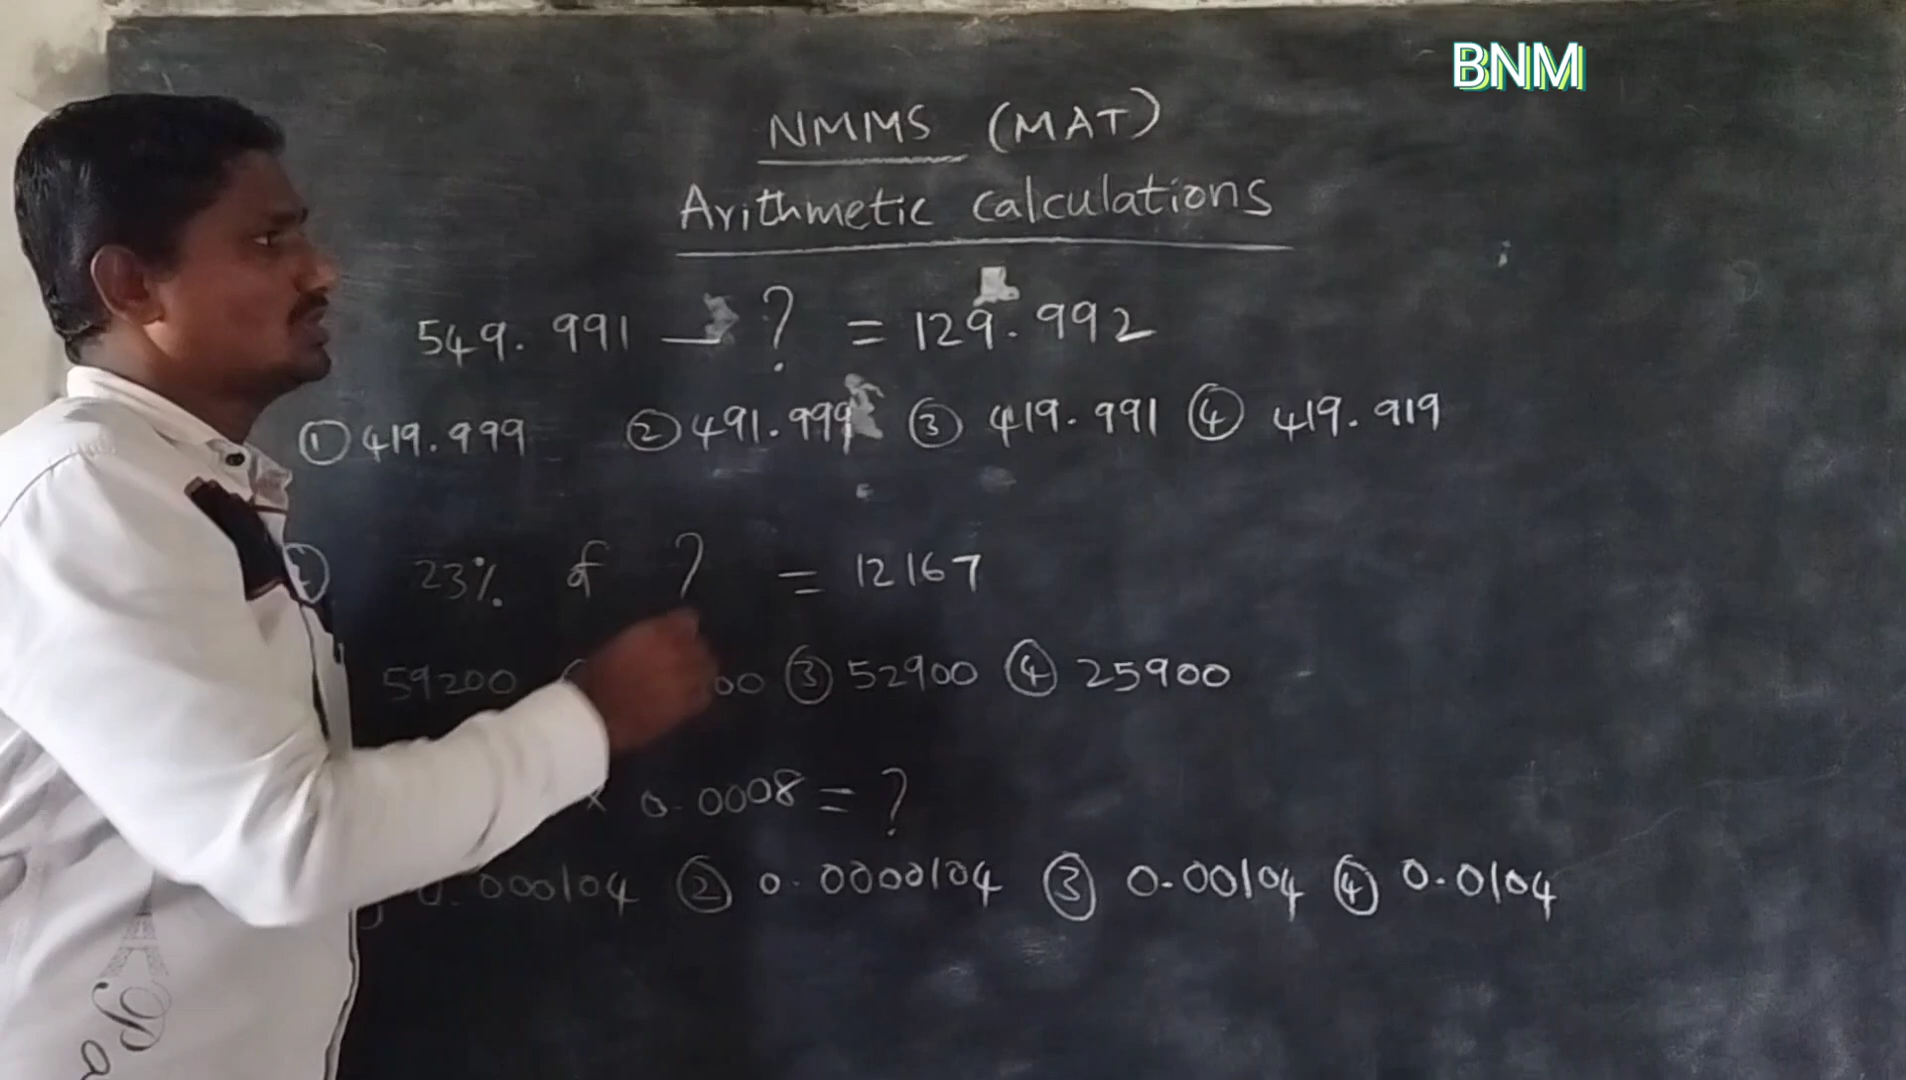 BNM
NMMS (MAT)
Arithmetic calculations
549.991 — ? = 129.992
① 419.999 ② 491.999 ③ 419.991 ④ 419.919
23% of ? = 12167
59200 00 ③ 52900 ④ 25900
× 0.0008 = ?
0.000104 ② 0.0000104 ③ 0.00104 ④ 0.0104